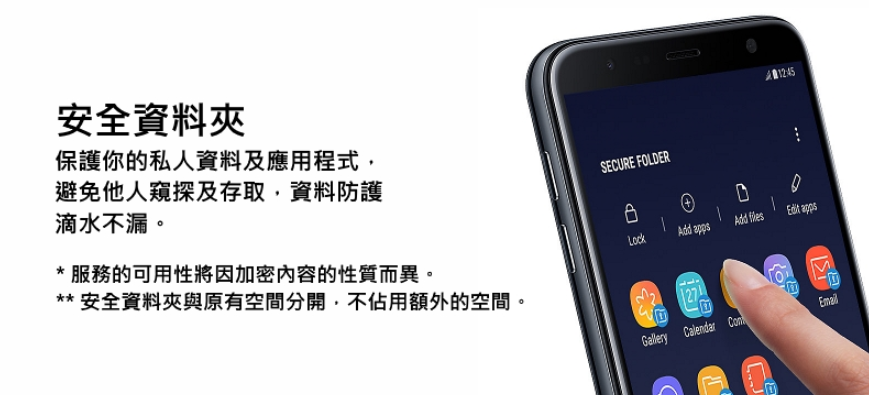 安全資料夾
保護你的私人資料及應用程式，
避免他人窺探及存取，資料防護
滴水不漏。
* 服務的可用性將因加密內容的性質而異。
** 安全資料夾與原有空間分開，不佔用額外的空間。
12:45
SECURE FOLDER
Lock
Add apps
Add files
Edit apps
27
Gallery
Calendar
Email